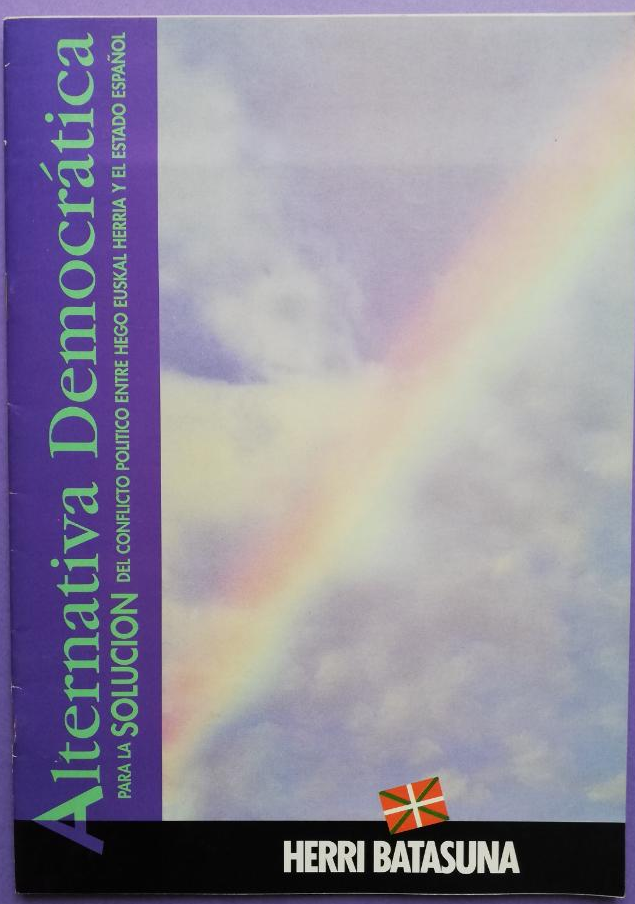 Alternativa Democrática
PARA LA SOLUCION DEL CONFLICTO POLITICO ENTRE HEGO EUSKAL HERRIA Y EL ESTADO ESPAÑOL
HERRI BATASUNA